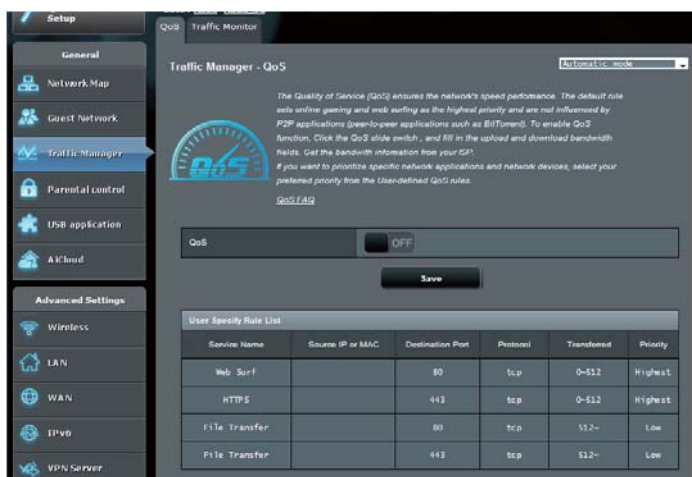 Setup
QoS Traffic Monitor
General
Network Map
Guest Network
Traffic Manager
Parental control
USB application
AiCloud
Advanced Settings
Wireless
LAN
WAN
IPv6
VPN Server
Traffic Manager - QoS
Automatic mode
The Quality of Service (QoS) ensures the network's speed performance. The default rule
sets online gaming and web surfing as the highest priority and are not influenced by
P2P applications (peer-to-peer applications such as BitTorrent). To enable QoS
function, Click the QoS slide switch , and fill in the upload and download bandwidth
fields. Get the bandwith information from your ISP.
If you want to prioritize specific network applications and network devices, select your
preferred priority from the User-defined QoS rules.
QoS FAQ
QoS
QoS OFF
Save
User Specify Rule List
Service Name Source IP or MAC Destination Port Protocol Transferred Priority
Web Surf 80 tcp 0~512 Highest
HTTPS 443 tcp 0~512 Highest
File Transfer 80 tcp 512~ Low
File Transfer 443 tcp 512~ Low